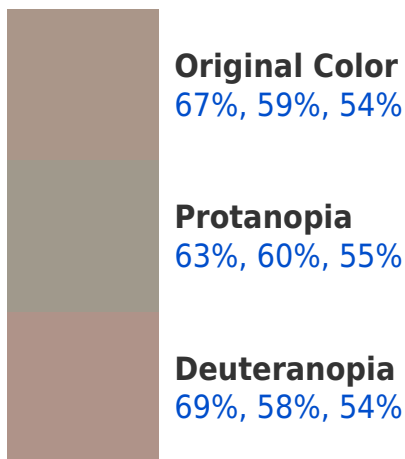 Original Color
67%, 59%, 54%
Protanopia
63%, 60%, 55%
Deuteranopia
69%, 58%, 54%